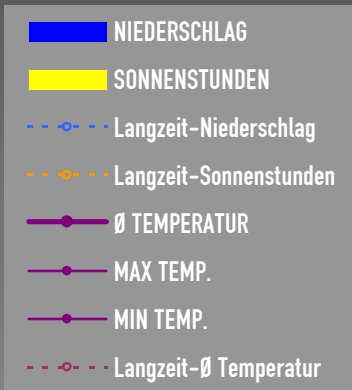 NIEDERSCHLAG
SONNENSTUNDEN
Langzeit-Niederschlag
Langzeit-Sonnenstunden
Ø TEMPERATUR
MAX TEMP.
MIN TEMP.
Langzeit-Ø Temperatur